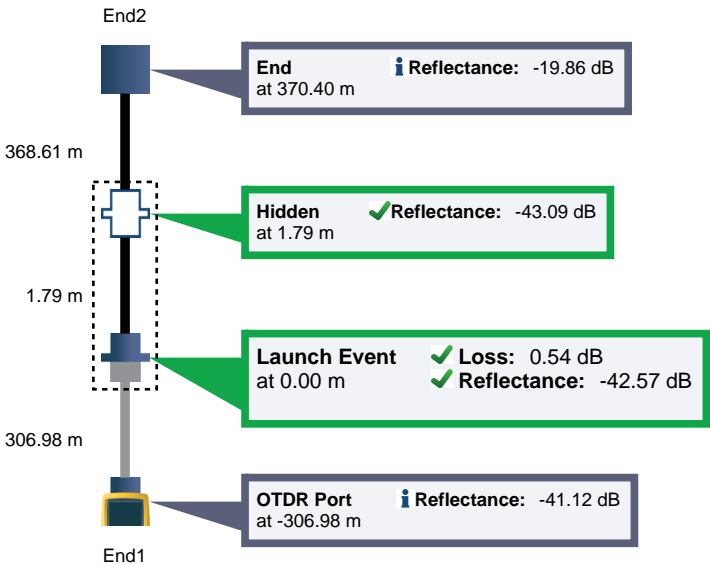 End2
End
Reflectance: -19.86 dB
at 370.40 m
368.61 m
Hidden
Reflectance: -43.09 dB
at 1.79 m
1.79 m
Launch Event
Loss: 0.54 dB
at 0.00 m
Reflectance: -42.57 dB
306.98 m
OTDR Port
Reflectance: -41.12 dB
at -306.98 m
End1